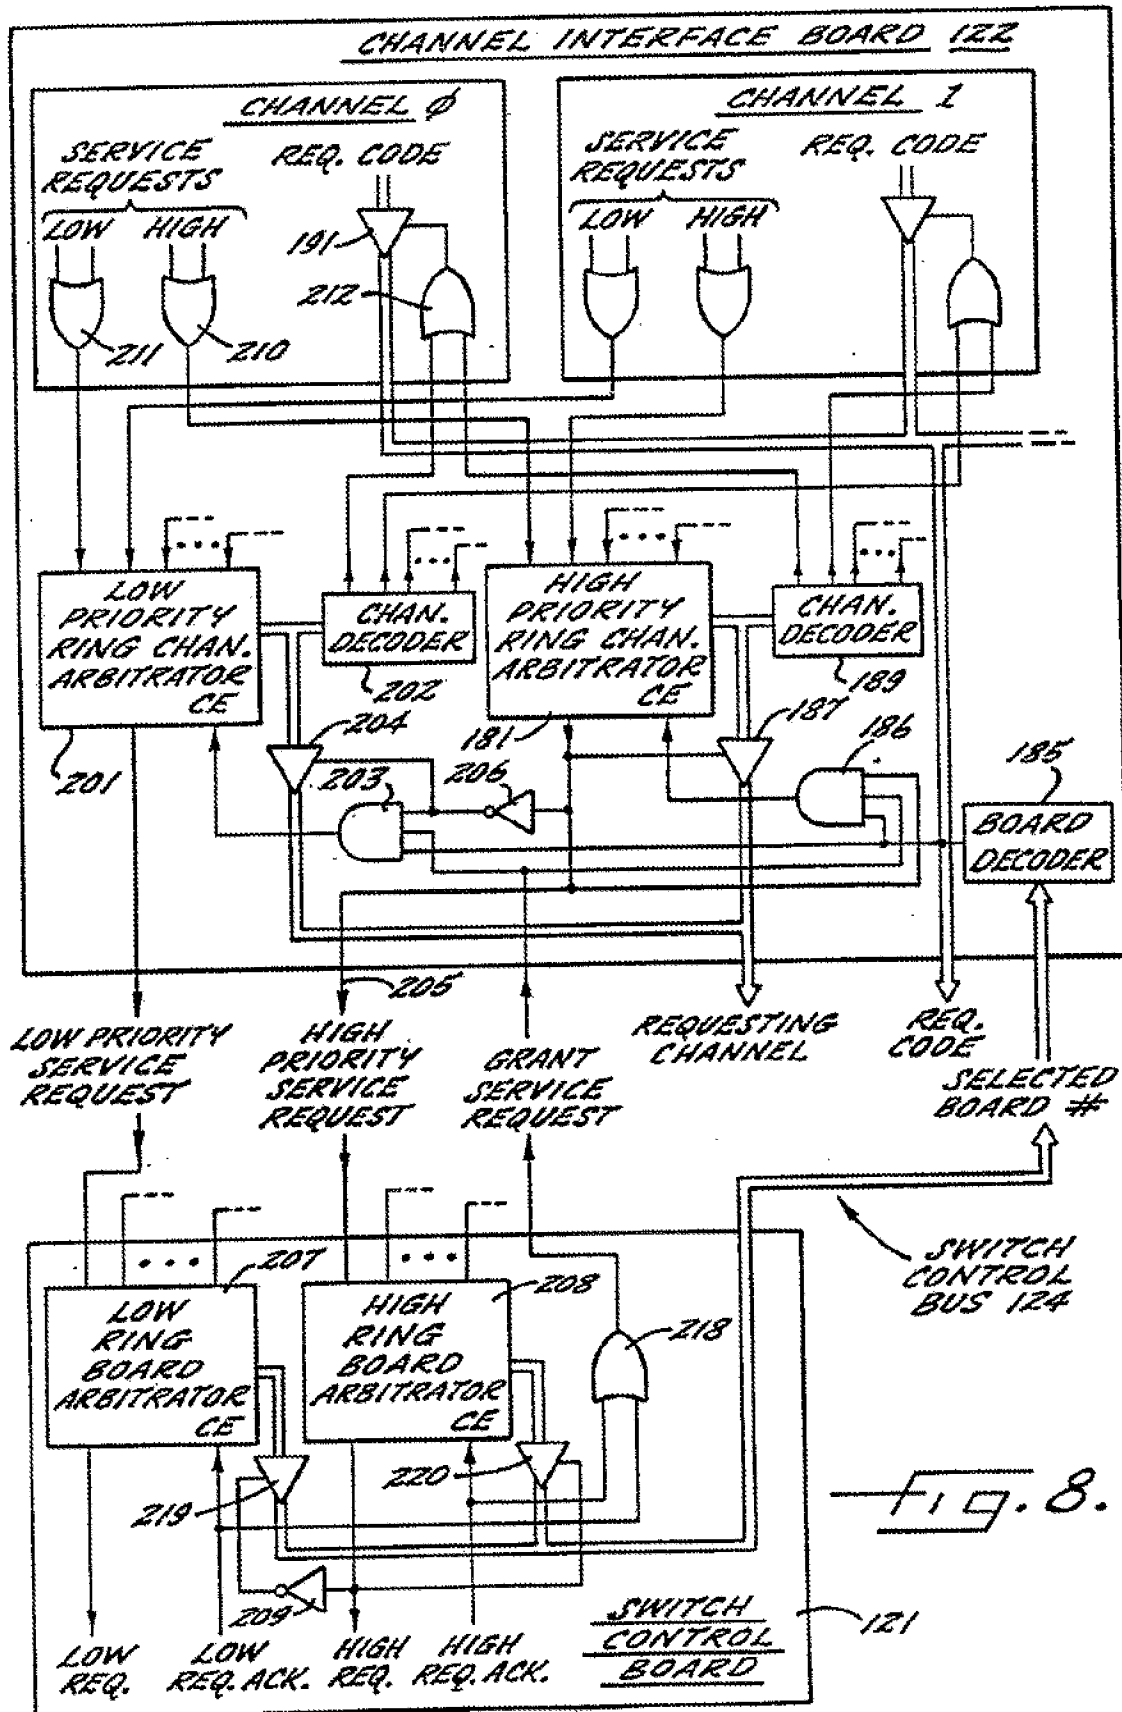 CHANNEL INTERFACE BOARD 122
CHANNEL Ø
SERVICE
REQUESTS
LOW HIGH
REQ. CODE
191
212
211
210
CHANNEL 1
SERVICE
REQUESTS
LOW HIGH
REQ. CODE
LOW
PRIORITY
RING CHAN.
ARBITRATOR
CE
201
CHAN.
DECODER
202
HIGH
PRIORITY
RING CHAN.
ARBITRATOR
CE
181
CHAN.
DECODER
189
204
203
206
187
186
185
BOARD
DECODER
205
LOW PRIORITY
SERVICE
REQUEST
HIGH
PRIORITY
SERVICE
REQUEST
GRANT
SERVICE
REQUEST
REQUESTING
CHANNEL
REQ.
CODE
SELECTED
BOARD #
SWITCH
CONTROL
BUS 124
207
LOW
RING
BOARD
ARBITRATOR
CE
208
HIGH
RING
BOARD
ARBITRATOR
CE
218
219
220
209
LOW
REQ.
LOW
REQ. ACK.
HIGH
REQ.
HIGH
REQ. ACK.
SWITCH
CONTROL
BOARD
121
Fig. 8.